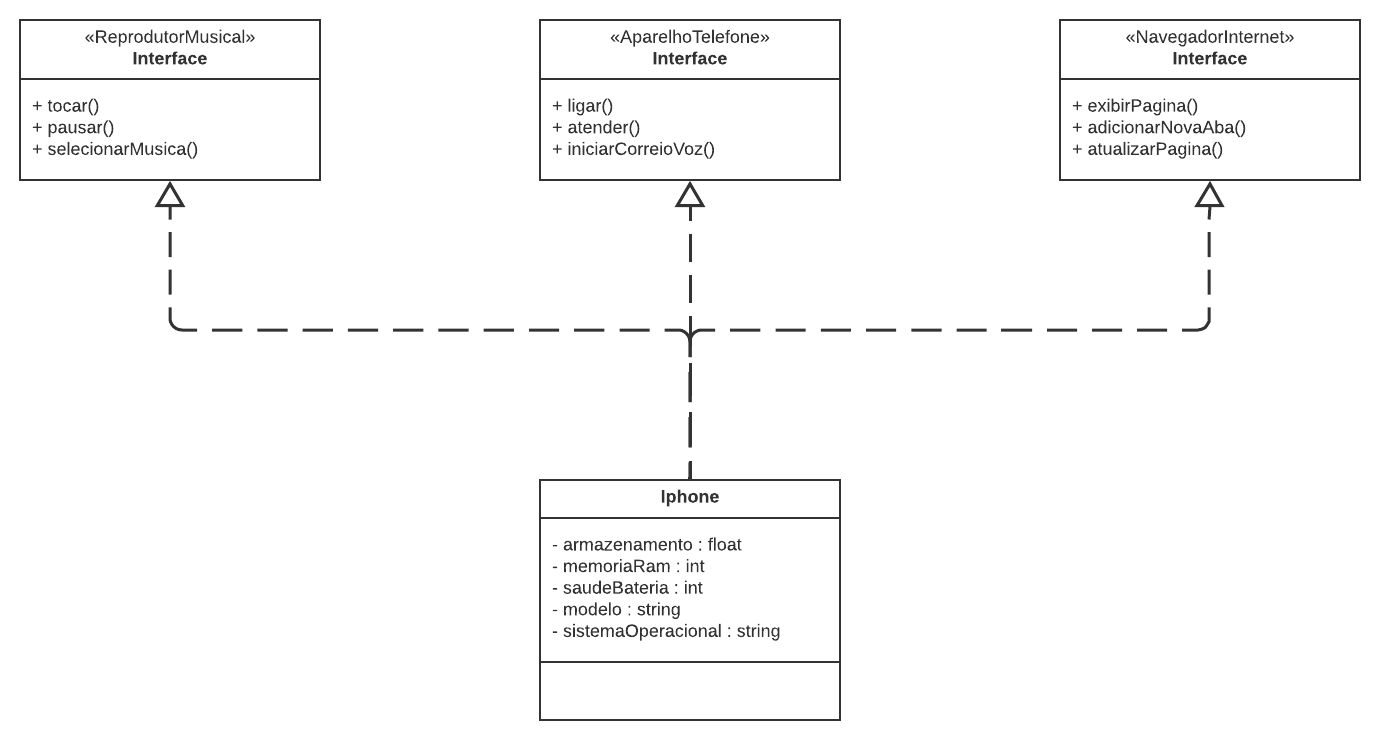 «ReprodutorMusical»
Interface
+ tocar()
+ pausar()
+ selecionarMusica()
«AparelhoTelefone»
Interface
+ ligar()
+ atender()
+ iniciarCorreioVoz()
«NavegadorInternet»
Interface
+ exibirPagina()
+ adicionarNovaAba()
+ atualizarPagina()
Iphone
- armazenamento : float
- memoriaRam : int
- saudeBateria : int
- modelo : string
- sistemaOperacional : string